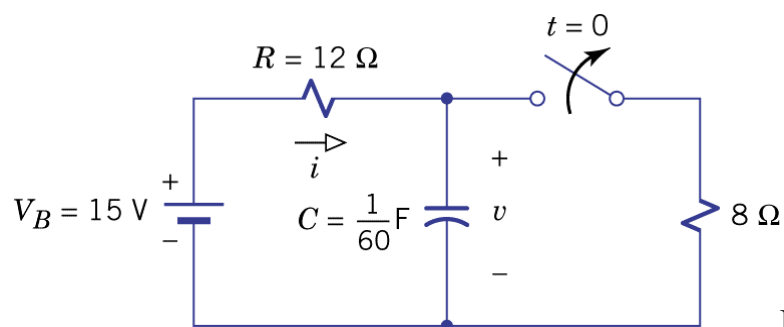 t = 0
R = 12 Ω
i
+
V_B = 15 V
−
C = 1/60 F
+
v
−
8 Ω